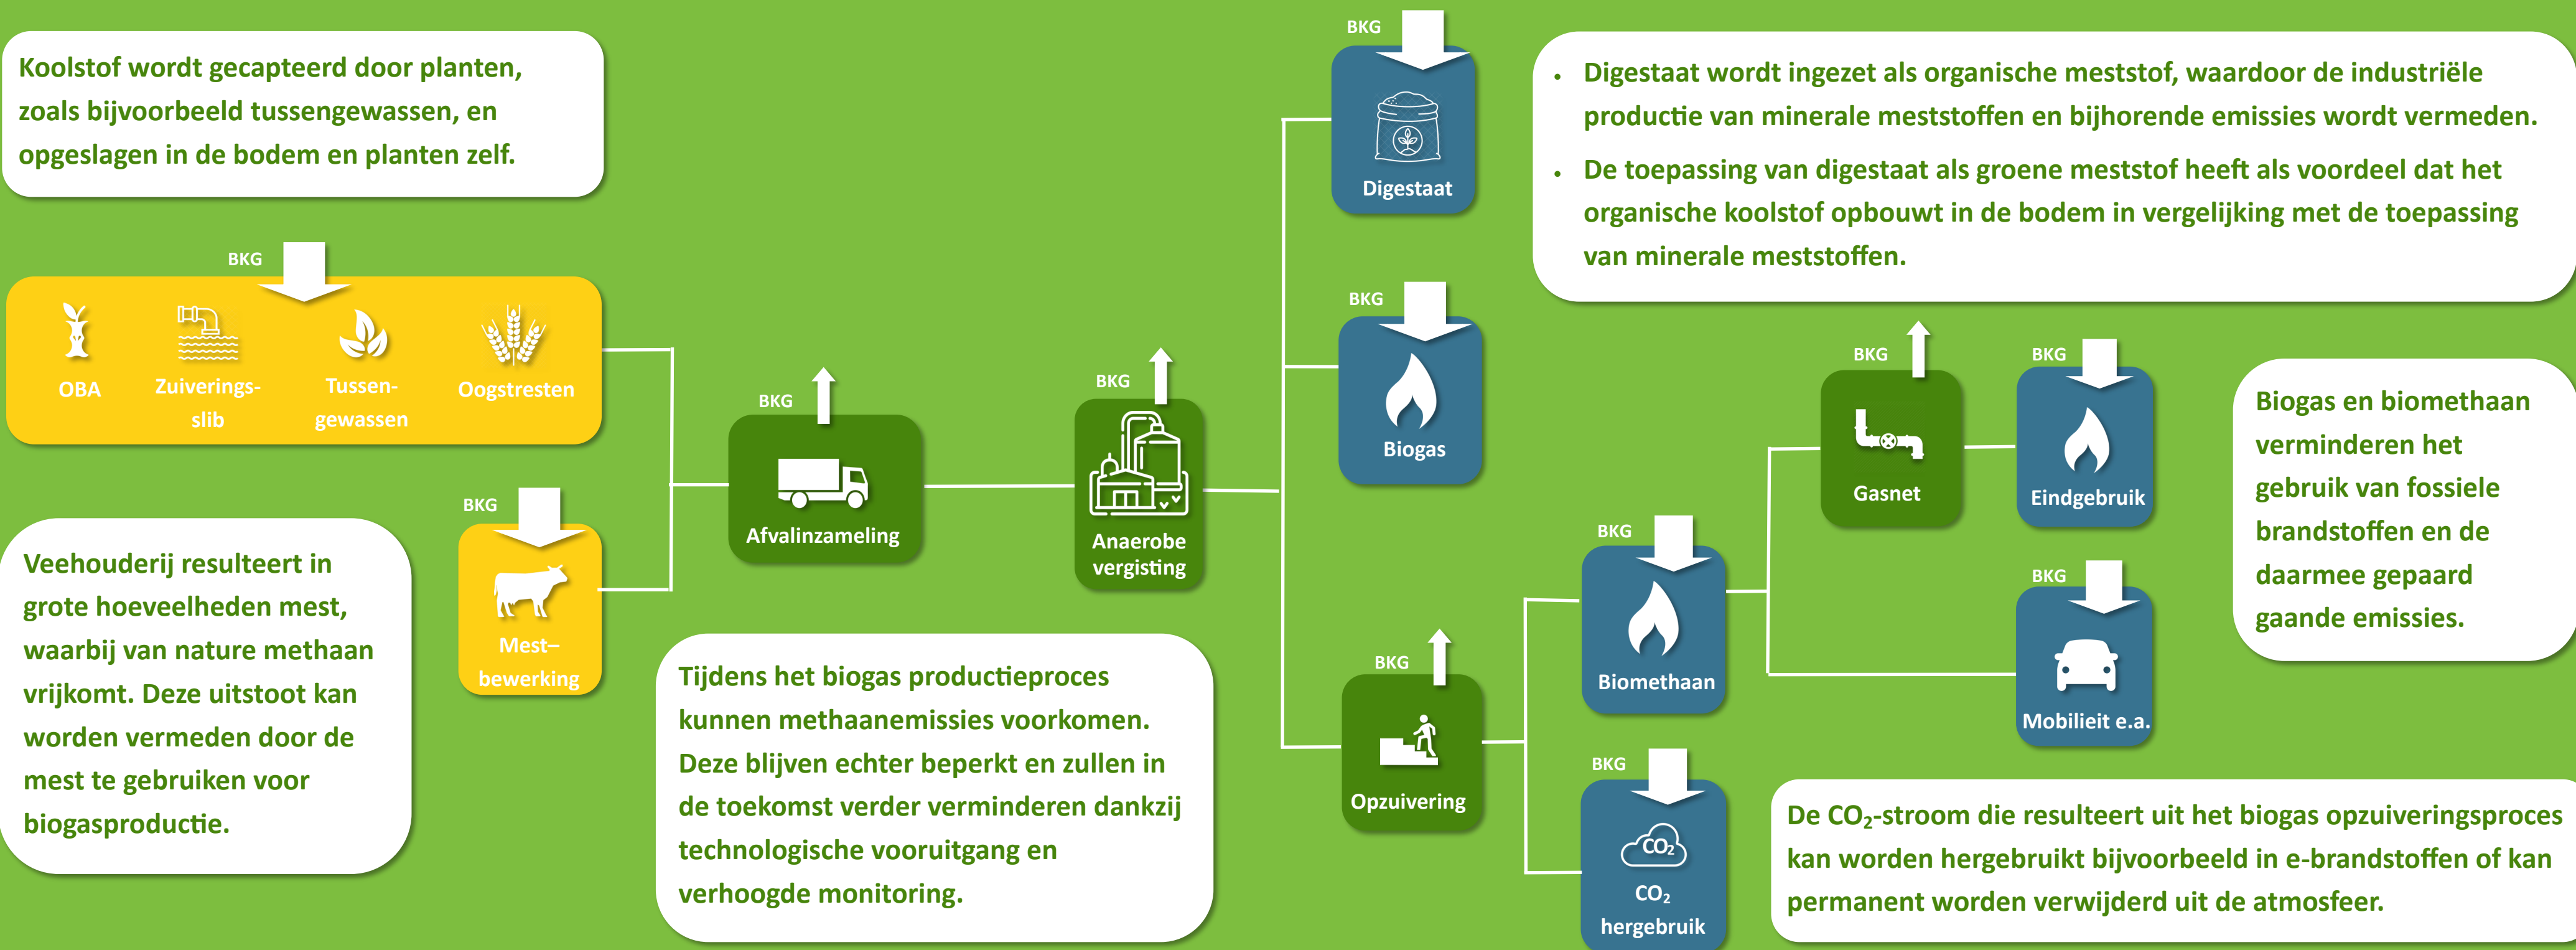 Koolstof wordt gecapteerd door planten,
zoals bijvoorbeeld tussengewassen, en
opgeslagen in de bodem en planten zelf.
BKG
OBA
Zuiverings-
slib
Tussen-
gewassen
Oogstresten
Veehouderij resulteert in
grote hoeveelheden mest,
waarbij van nature methaan
vrijkomt. Deze uitstoot kan
worden vermeden door de
mest te gebruiken voor
biogasproductie.
BKG
Mest–
bewerking
BKG
Afvalinzameling
BKG
Anaerobe
vergisting
Tijdens het biogas productieproces
kunnen methaanemissies voorkomen.
Deze blijven echter beperkt en zullen in
de toekomst verder verminderen dankzij
technologische vooruitgang en
verhoogde monitoring.
BKG
Digestaat
• Digestaat wordt ingezet als organische meststof, waardoor de industriële
productie van minerale meststoffen en bijhorende emissies wordt vermeden.
• De toepassing van digestaat als groene meststof heeft als voordeel dat het
organische koolstof opbouwt in de bodem in vergelijking met de toepassing
van minerale meststoffen.
BKG
Biogas
BKG
Opzuivering
BKG
Biomethaan
BKG
CO₂
CO₂
hergebruik
BKG
Gasnet
BKG
Eindgebruik
BKG
Mobilieit e.a.
Biogas en biomethaan
verminderen het
gebruik van fossiele
brandstoffen en de
daarmee gepaard
gaande emissies.
De CO₂-stroom die resulteert uit het biogas opzuiveringsproces
kan worden hergebruikt bijvoorbeeld in e-brandstoffen of kan
permanent worden verwijderd uit de atmosfeer.